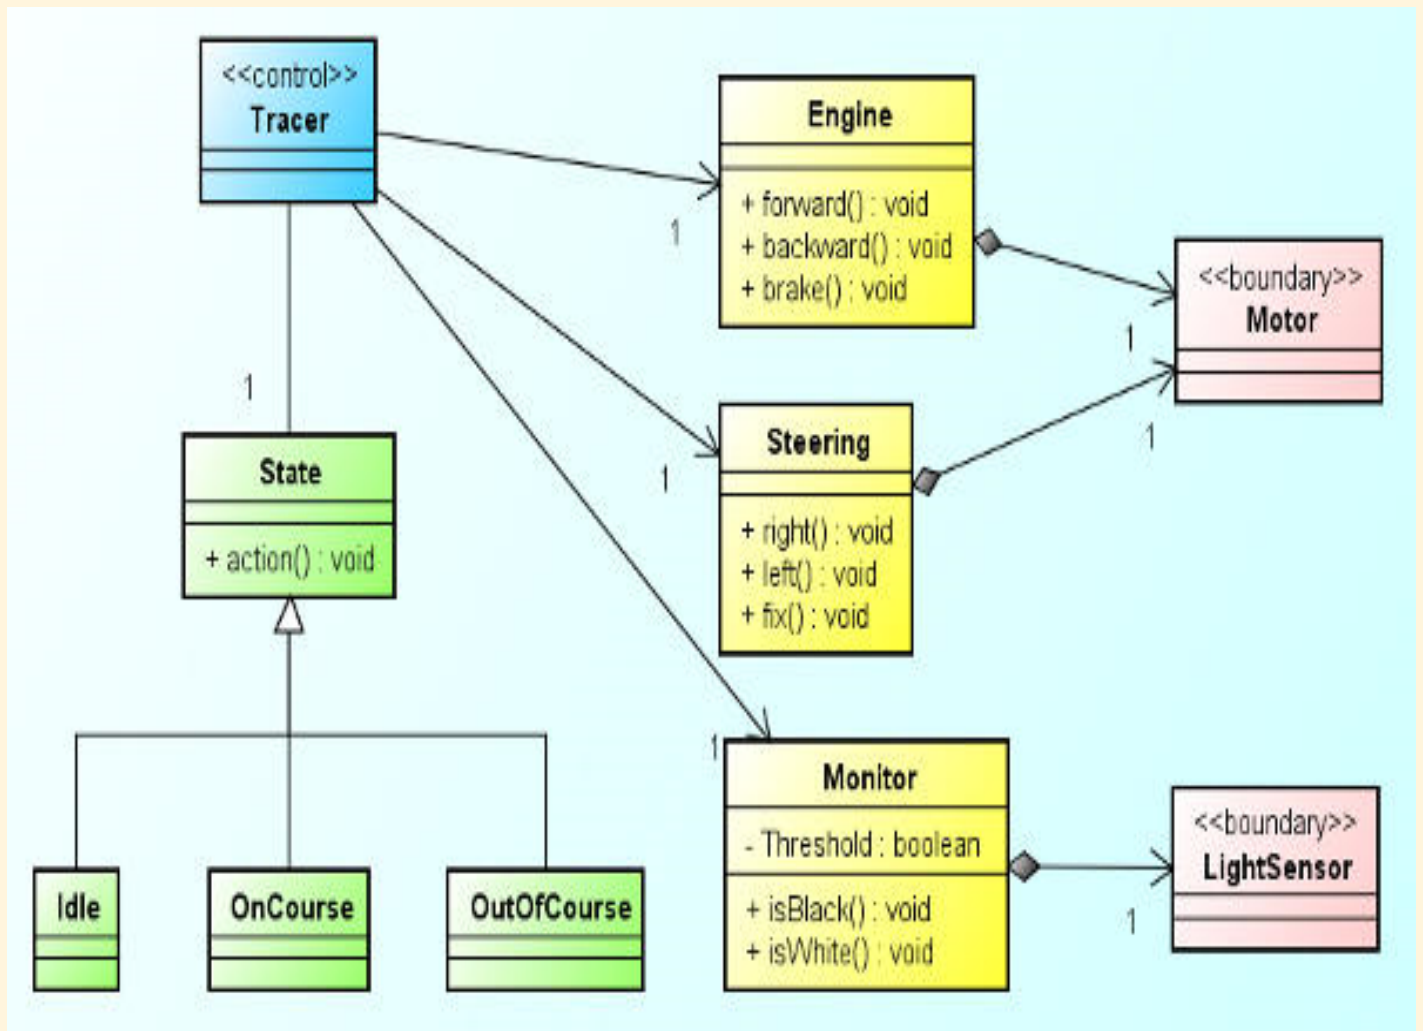 <<control>>
Tracer
1
State
+ action() : void
Idle
OnCourse
OutOfCourse
1
Engine
+ forward() : void
+ backward() : void
+ brake() : void
1
Steering
+ right() : void
+ left() : void
+ fix() : void
1
Monitor
- Threshold : boolean
+ isBlack() : void
+ isWhite() : void
1
<<boundary>>
Motor
1
1
<<boundary>>
LightSensor